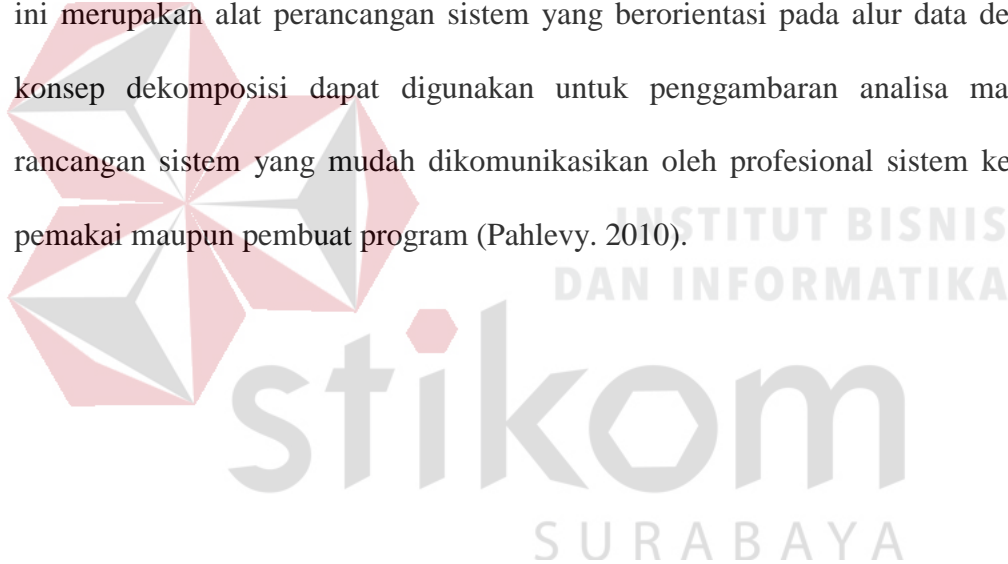 ini merupakan alat perancangan sistem yang berorientasi pada alur data de
konsep dekomposisi dapat digunakan untuk penggambaran analisa ma
rancangan sistem yang mudah dikomunikasikan oleh profesional sistem ke
pemakai maupun pembuat program (Pahlevy. 2010).
INSTITUT BISNIS
DAN INFORMATIKA
stikom
SURABAYA